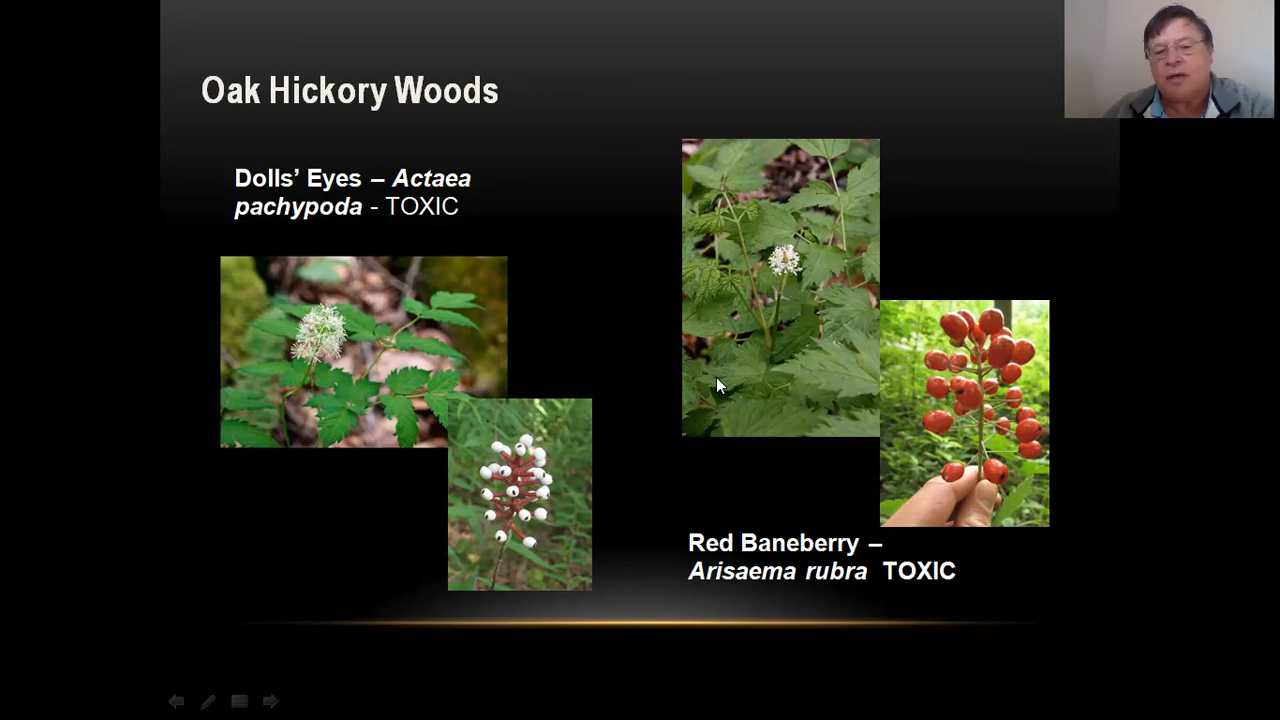 Oak Hickory Woods
Dolls’ Eyes – Actaea
pachypoda - TOXIC
Red Baneberry –
Arisaema rubra TOXIC